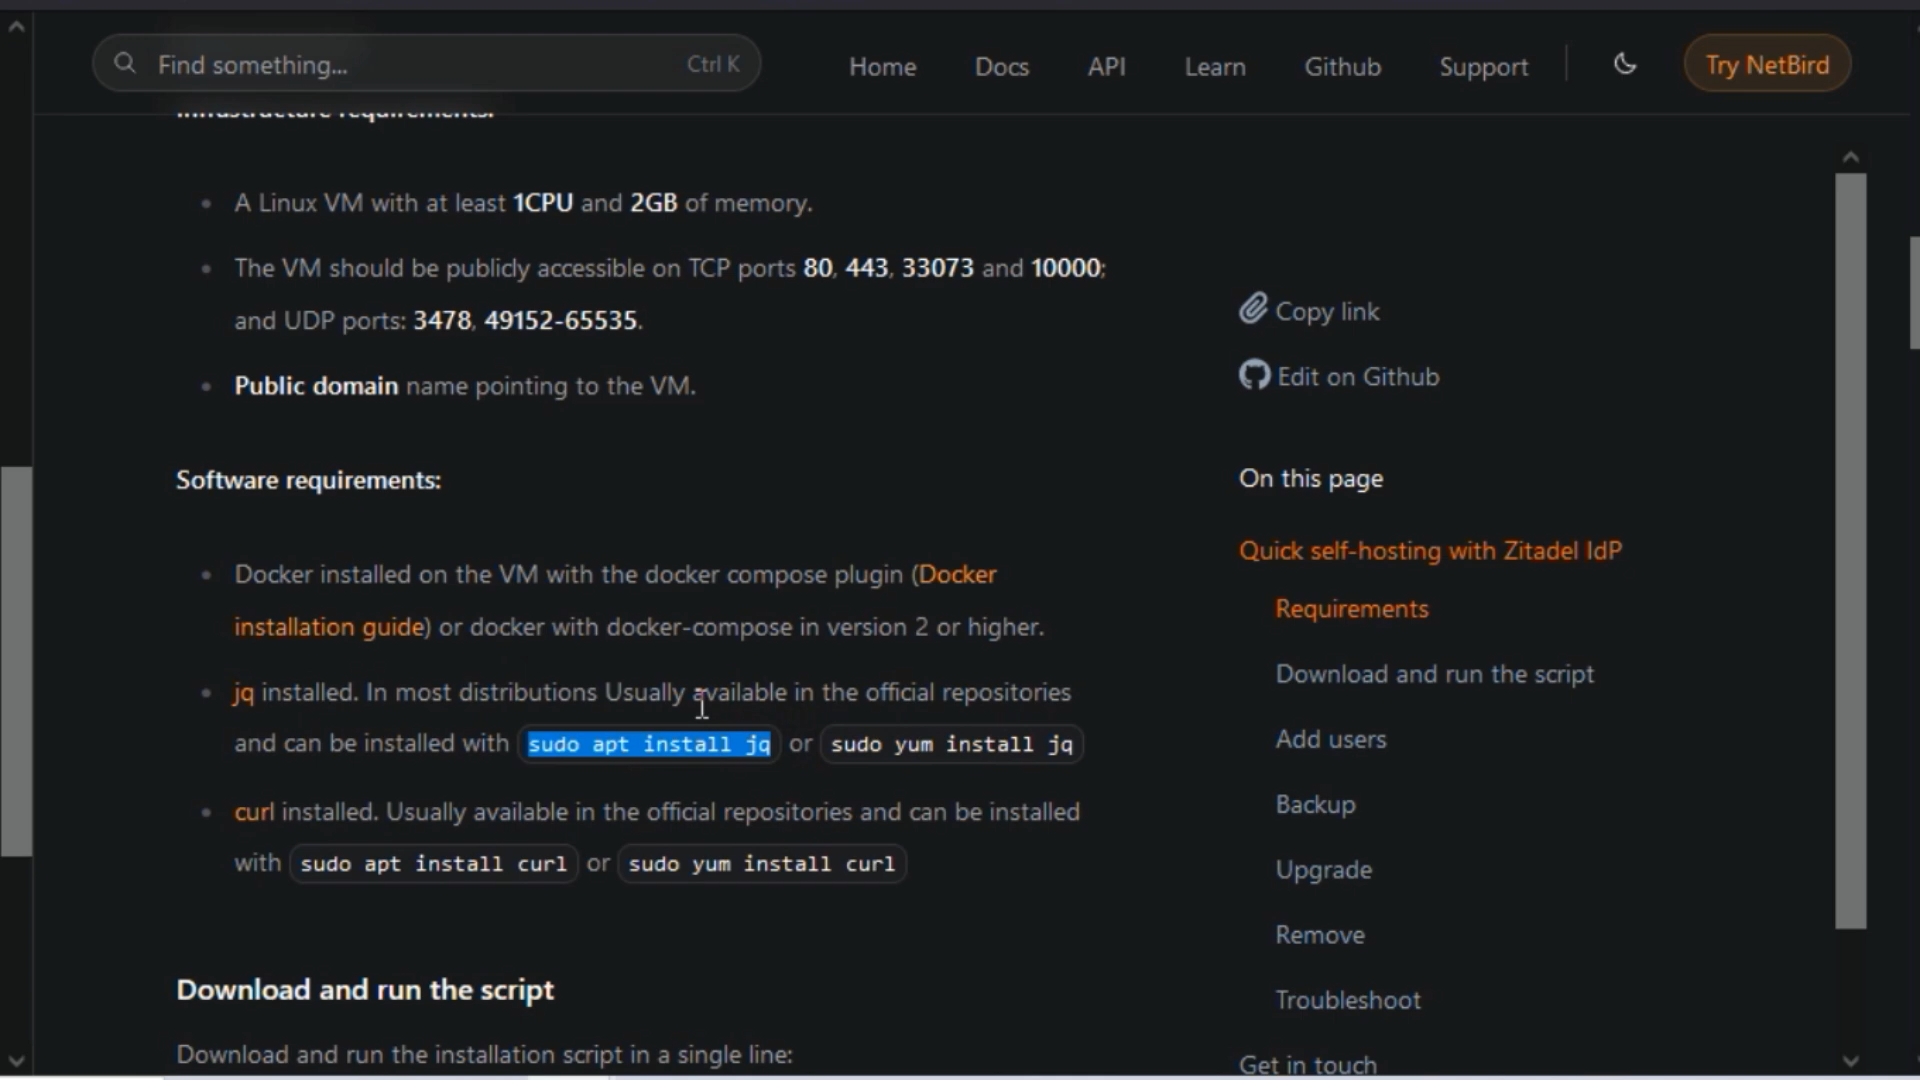 Find something...
Ctrl K
Home
Docs
API
Learn
Github
Support
Try NetBird
Infrastructure requirements:
A Linux VM with at least 1CPU and 2GB of memory.
The VM should be publicly accessible on TCP ports 80, 443, 33073 and 10000;
and UDP ports: 3478, 49152-65535.
Public domain name pointing to the VM.
Software requirements:
Docker installed on the VM with the docker compose plugin (Docker
installation guide) or docker with docker-compose in version 2 or higher.
jq installed. In most distributions Usually available in the official repositories
and can be installed with sudo apt install jq or sudo yum install jq
curl installed. Usually available in the official repositories and can be installed
with sudo apt install curl or sudo yum install curl
Download and run the script
Download and run the installation script in a single line:
Copy link
Edit on Github
On this page
Quick self-hosting with Zitadel IdP
Requirements
Download and run the script
Add users
Backup
Upgrade
Remove
Troubleshoot
Get in touch